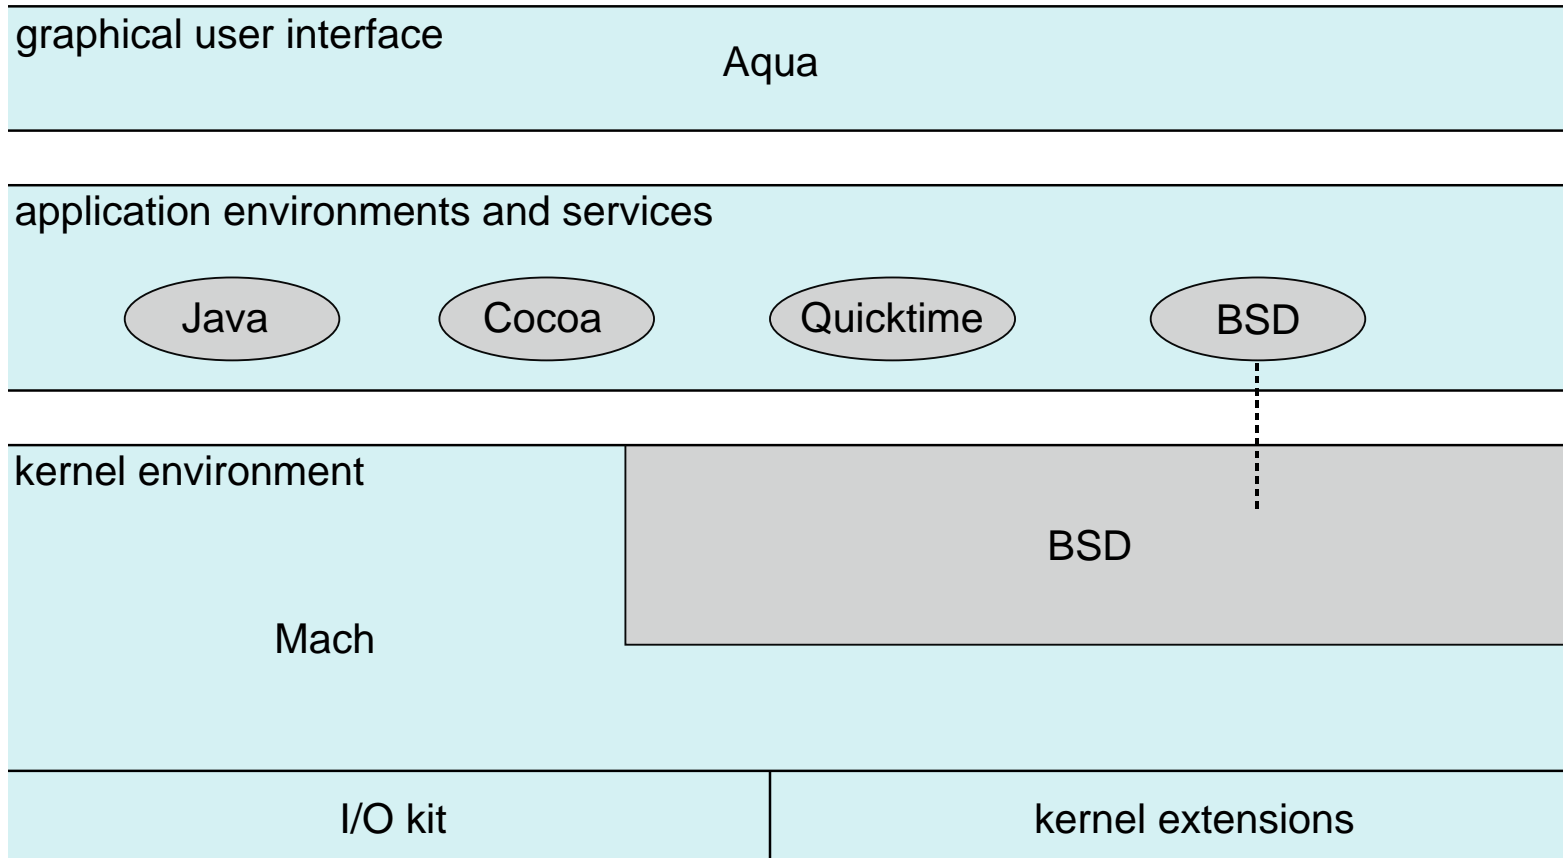 graphical user interface
Aqua
application environments and services
Java
Cocoa
Quicktime
BSD
kernel environment
BSD
Mach
I/O kit
kernel extensions